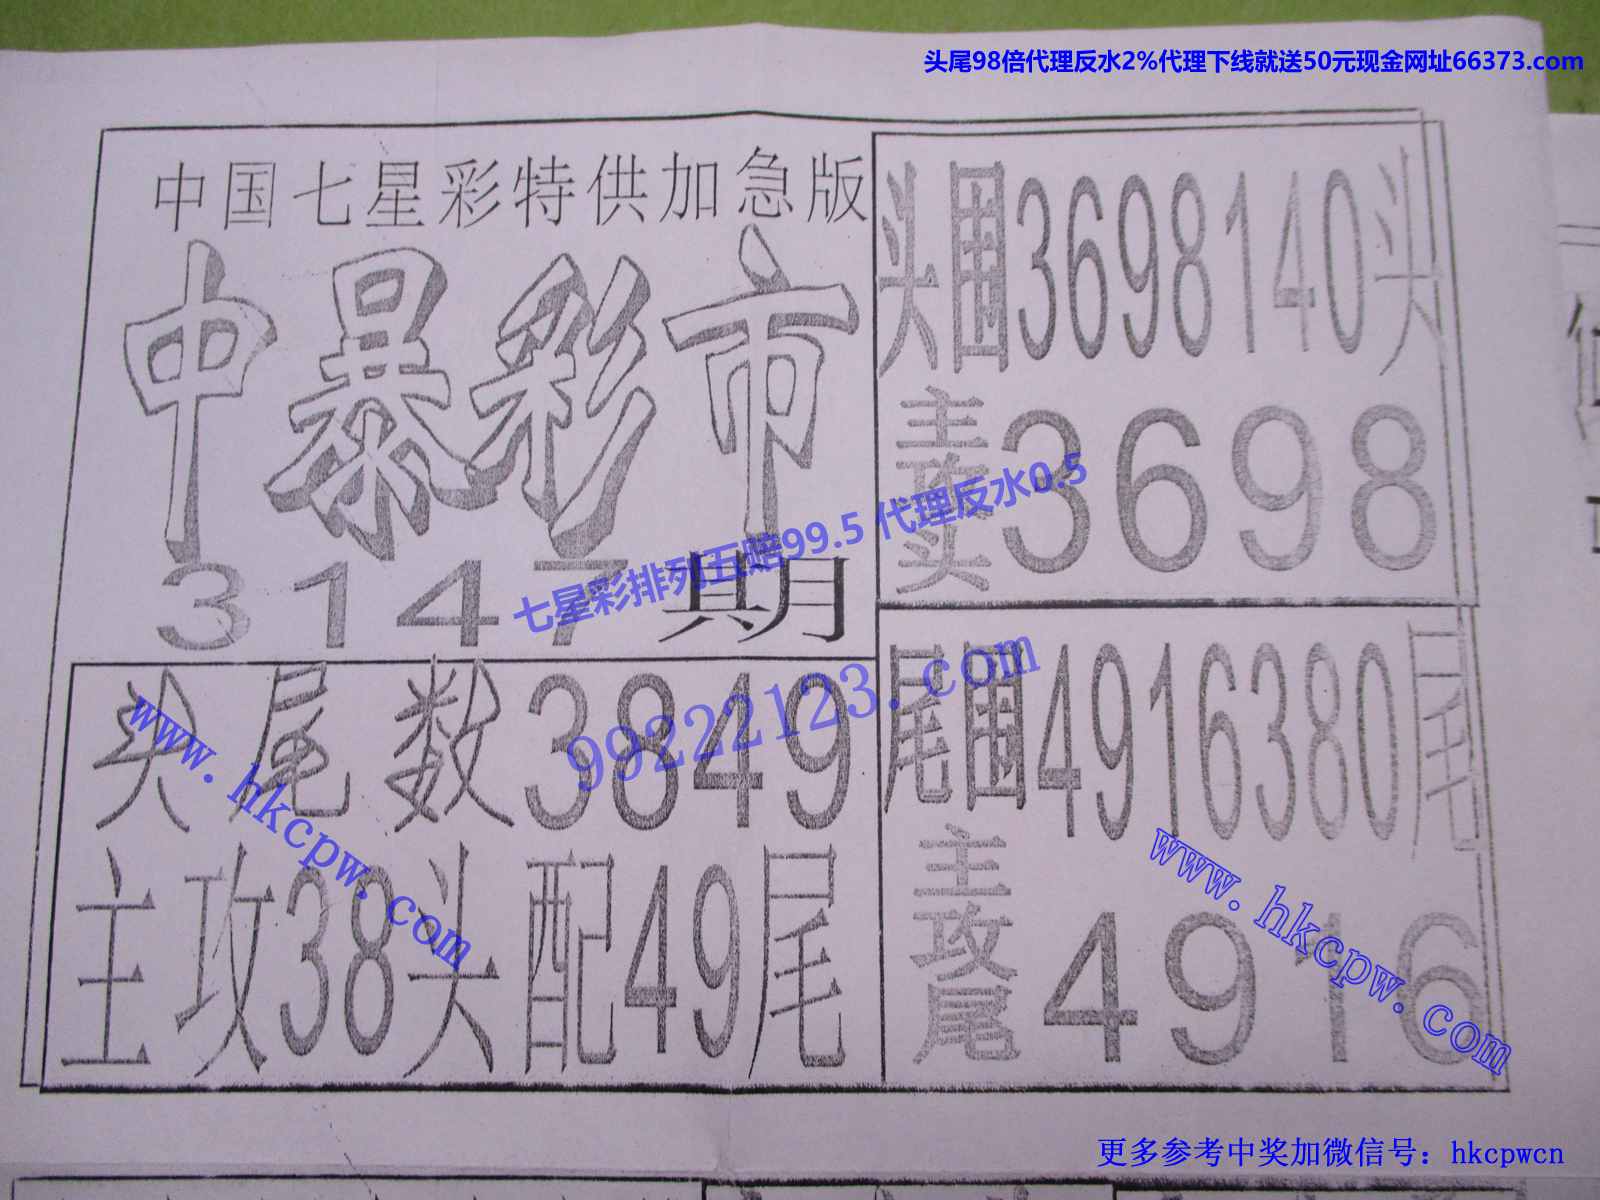 头尾98倍代理反水2%代理下线就送50元现金网址66373.com
中国七星彩特供加急版
中暴彩市
3147期
头围3698140头
主攻头3698
七星彩排列五赔99.5 代理反水0.5
99222123.com
头尾数3849
主攻38头配49尾
www.hkcpw.com
尾围4916380尾
主攻尾4916
www.hkcpw.com
更多参考中奖加微信号：hkcpwcn